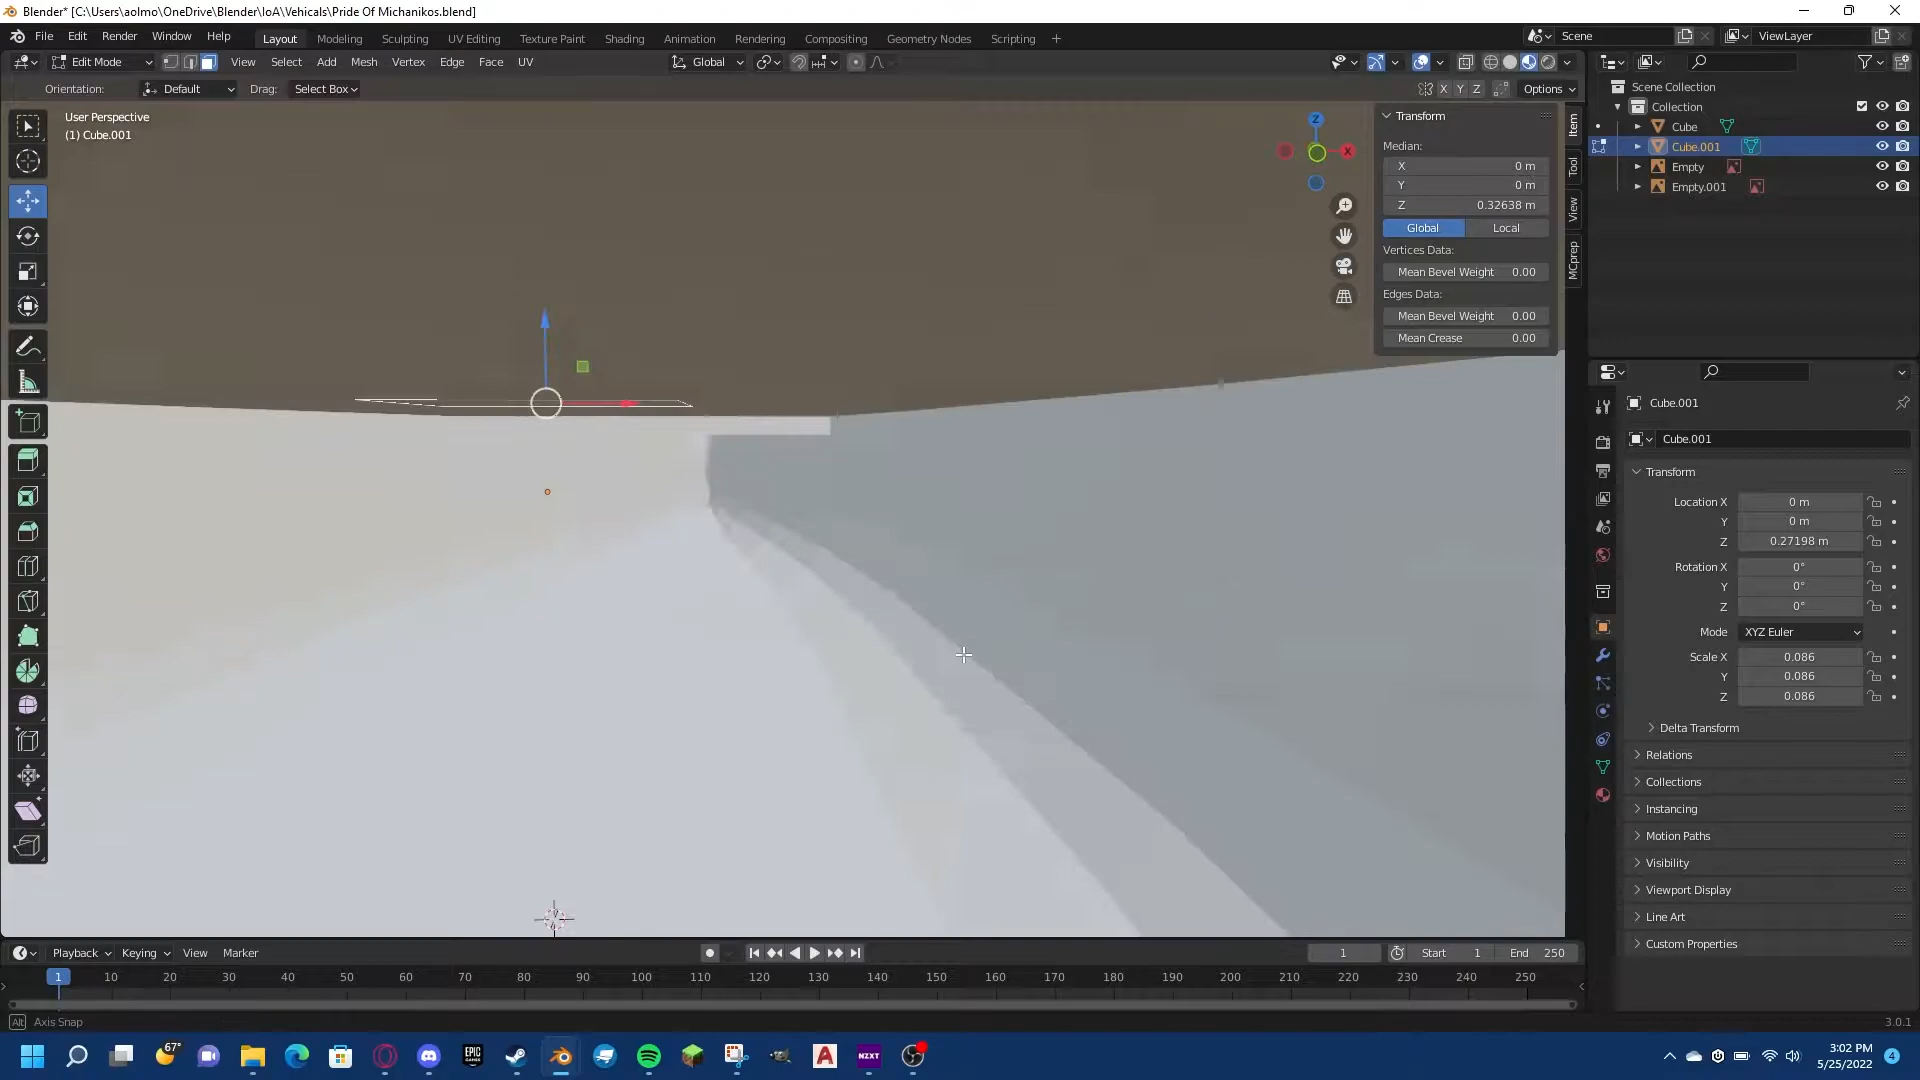 Blender* [C:\Users\aolmo\OneDrive\Blender\IoA\Vehicals\Pride Of Michanikos.blend]
File Edit Render Window Help Layout Modeling Sculpting UV Editing Texture Paint Shading Animation Rendering Compositing Geometry Nodes Scripting + Scene ViewLayer
Edit Mode View Select Add Mesh Vertex Edge Face UV Global
Orientation: Default Drag: Select Box X Y Z Options
User Perspective
(1) Cube.001
Z
X
Transform
Median:
X 0 m
Y 0 m
Z 0.32638 m
Global Local
Vertices Data:
Mean Bevel Weight 0.00
Edges Data:
Mean Bevel Weight 0.00
Mean Crease 0.00
Item
Tool
View
MCprep
Scene Collection
Collection
Cube
Cube.001
Empty
Empty.001
Cube.001
Cube.001
Transform
Location X 0 m
Y 0 m
Z 0.27198 m
Rotation X 0°
Y 0°
Z 0°
Mode XYZ Euler
Scale X 0.086
Y 0.086
Z 0.086
Delta Transform
Relations
Collections
Instancing
Motion Paths
Visibility
Viewport Display
Line Art
Custom Properties
Playback Keying View Marker 1 Start 1 End 250
1 10 20 30 40 50 60 70 80 90 100 110 120 130 140 150 160 170 180 190 200 210 220 230 240 250
Alt Axis Snap 3.0.1
67° EPIC GAMES A NZXT
3:02 PM
5/25/2022
4